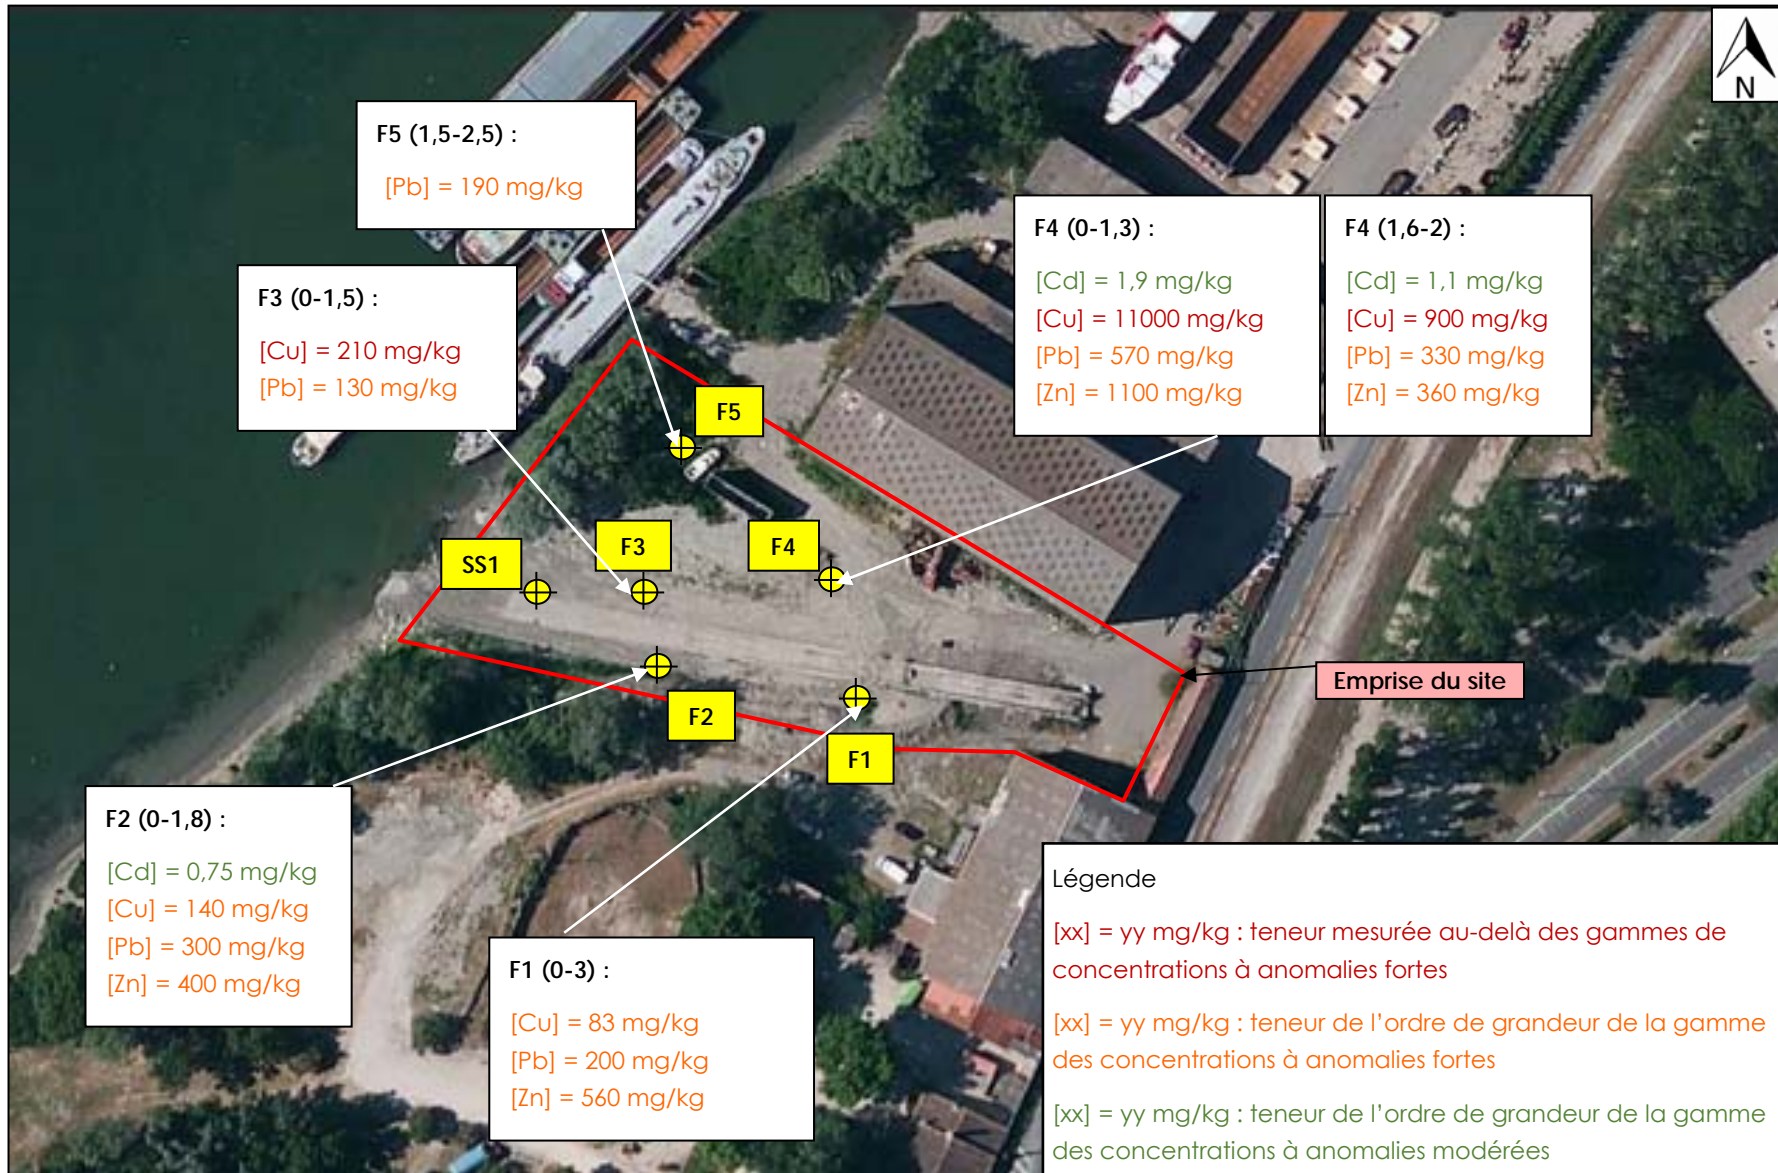 N
F5 (1,5-2,5) :
[Pb] = 190 mg/kg
F3 (0-1,5) :
[Cu] = 210 mg/kg
[Pb] = 130 mg/kg
F4 (0-1,3) :
[Cd] = 1,9 mg/kg
[Cu] = 11000 mg/kg
[Pb] = 570 mg/kg
[Zn] = 1100 mg/kg
F4 (1,6-2) :
[Cd] = 1,1 mg/kg
[Cu] = 900 mg/kg
[Pb] = 330 mg/kg
[Zn] = 360 mg/kg
F5
SS1
F3
F4
F2
F1
Emprise du site
F2 (0-1,8) :
[Cd] = 0,75 mg/kg
[Cu] = 140 mg/kg
[Pb] = 300 mg/kg
[Zn] = 400 mg/kg
F1 (0-3) :
[Cu] = 83 mg/kg
[Pb] = 200 mg/kg
[Zn] = 560 mg/kg
Légende
[xx] = yy mg/kg : teneur mesurée au-delà des gammes de
concentrations à anomalies fortes
[xx] = yy mg/kg : teneur de l'ordre de grandeur de la gamme
des concentrations à anomalies fortes
[xx] = yy mg/kg : teneur de l'ordre de grandeur de la gamme
des concentrations à anomalies modérées